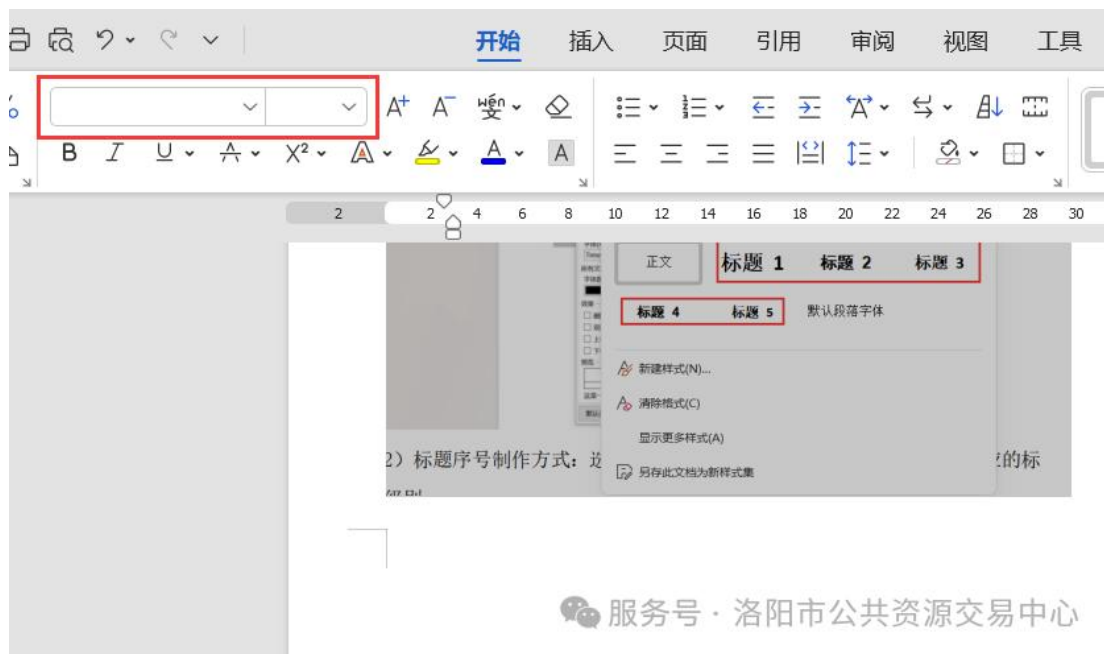 开始 插入 页面 引用 审阅 视图 工具
A+ A- wén 变
B I U A X² A A A
2 2 4 6 8 10 12 14 16 18 20 22 24 26 28 30
正文 标题 1 标题 2 标题 3
标题 4 标题 5 默认段落字体
新建样式(N)...
清除格式(C)
显示更多样式(A)
2）标题序号制作方式：选 的标
另存此文档为新样式集
服务号 · 洛阳市公共资源交易中心